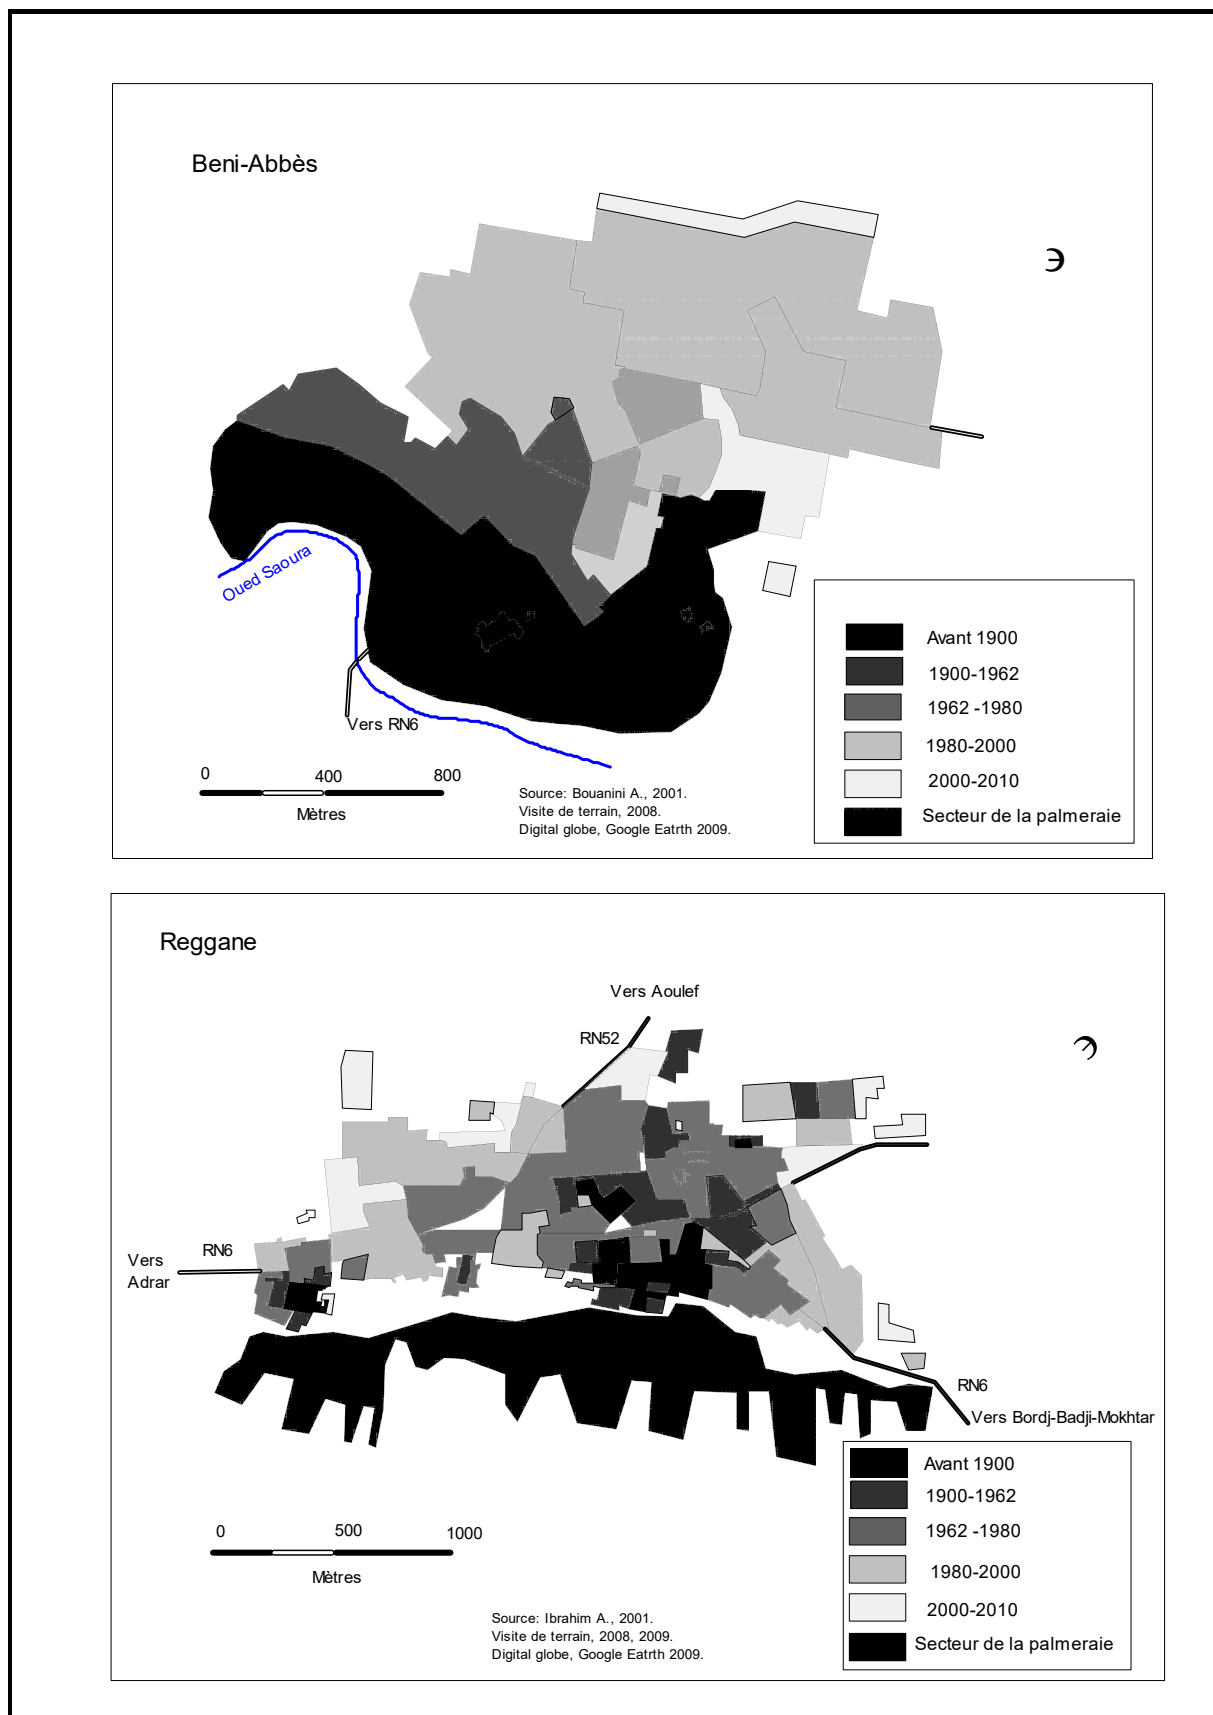 Beni-Abbès
Oued Saoura
Vers RN6
0 400 800
Mètres
Source: Bouanini A., 2001.
Visite de terrain, 2008.
Digital globe, Google Eatrth 2009.
Avant 1900
1900-1962
1962 -1980
1980-2000
2000-2010
Secteur de la palmeraie
Reggane
Vers Aoulef
RN52
RN6
Vers
Adrar
RN6
Vers Bordj-Badji-Mokhtar
0 500 1000
Mètres
Source: Ibrahim A., 2001.
Visite de terrain, 2008, 2009.
Digital globe, Google Eatrth 2009.
Avant 1900
1900-1962
1962 -1980
1980-2000
2000-2010
Secteur de la palmeraie